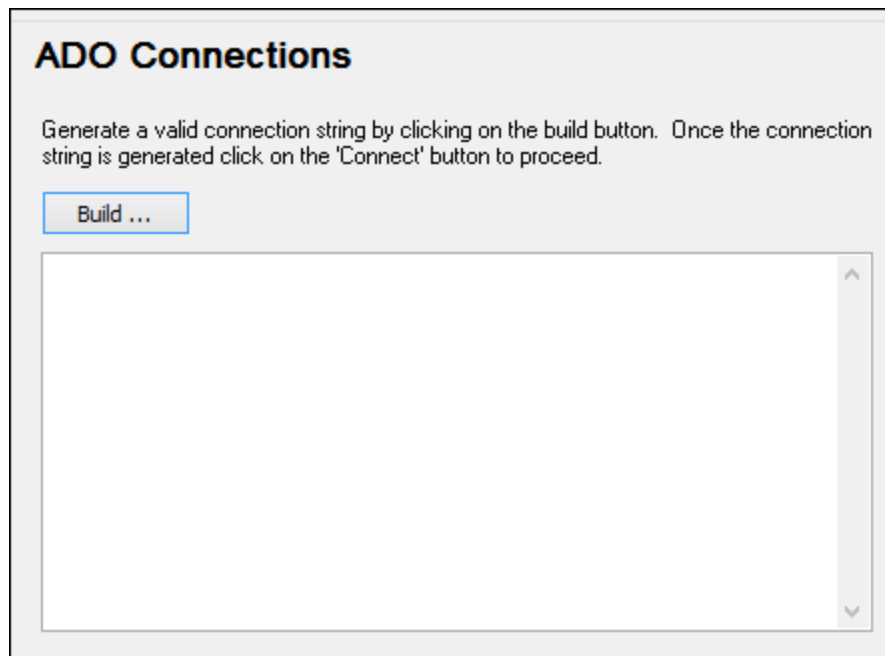 ADO Connections
Generate a valid connection string by clicking on the build button.  Once the connection
string is generated click on the 'Connect' button to proceed.
Build ...